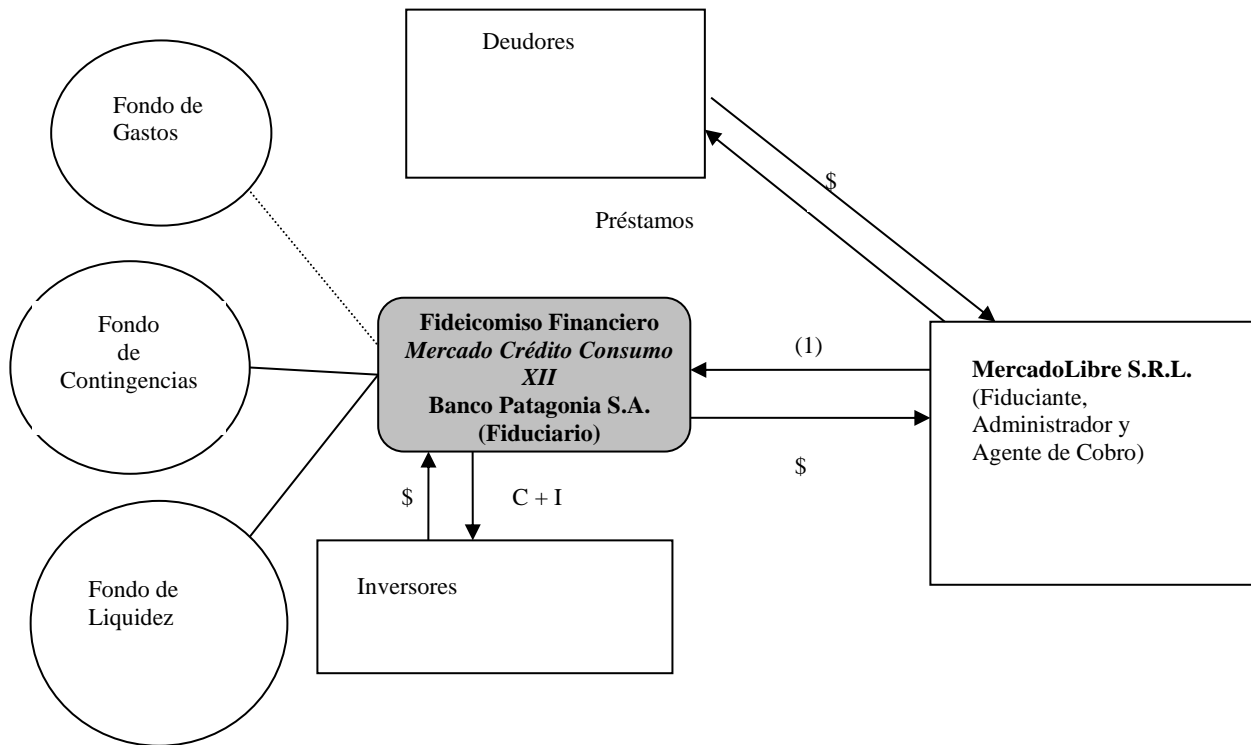 Deudores
Fondo de
Gastos
$
Préstamos
Fondo
de
Contingencias
Fideicomiso Financiero
Mercado Crédito Consumo
XII
Banco Patagonia S.A.
(Fiduciario)
(1)
MercadoLibre S.R.L.
(Fiduciante,
Administrador y
Agente de Cobro)
$
$
C + I
Fondo de
Liquidez
Inversores